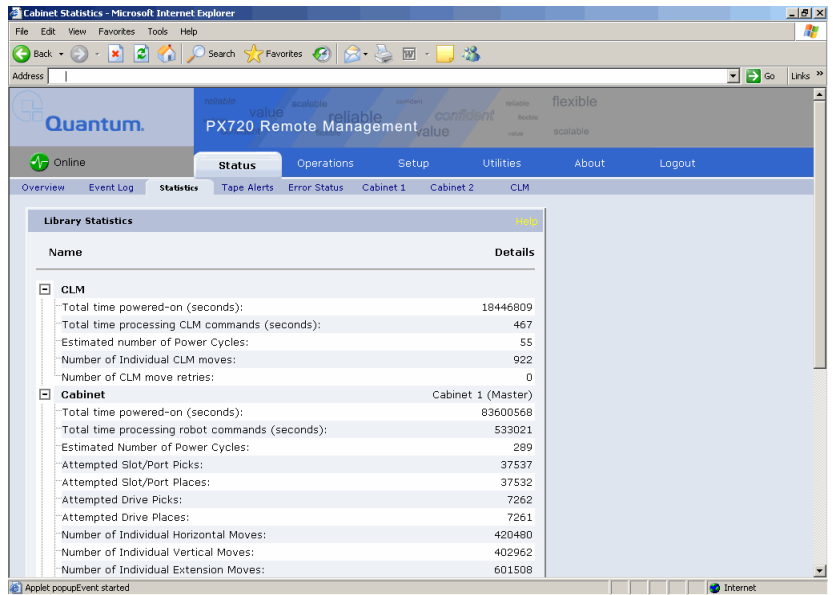 Cabinet Statistics - Microsoft Internet Explorer
File Edit View Favorites Tools Help
Back Search Favorites
Address Go Links »
Quantum.
PX720 Remote Management
reliable value scalable reliable confident value reliable flexible scalable
Online Status Operations Setup Utilities About Logout
Overview Event Log Statistics Tape Alerts Error Status Cabinet 1 Cabinet 2 CLM
Library Statistics Help
Name Details
CLM
Total time powered-on (seconds): 18446809
Total time processing CLM commands (seconds): 467
Estimated number of Power Cycles: 55
Number of Individual CLM moves: 922
Number of CLM move retries: 0
Cabinet Cabinet 1 (Master)
Total time powered-on (seconds): 83600568
Total time processing robot commands (seconds): 533021
Estimated Number of Power Cycles: 289
Attempted Slot/Port Picks: 37537
Attempted Slot/Port Places: 37532
Attempted Drive Picks: 7262
Attempted Drive Places: 7261
Number of Individual Horizontal Moves: 420480
Number of Individual Vertical Moves: 402962
Number of Individual Extension Moves: 601508
Applet popupEvent started Internet